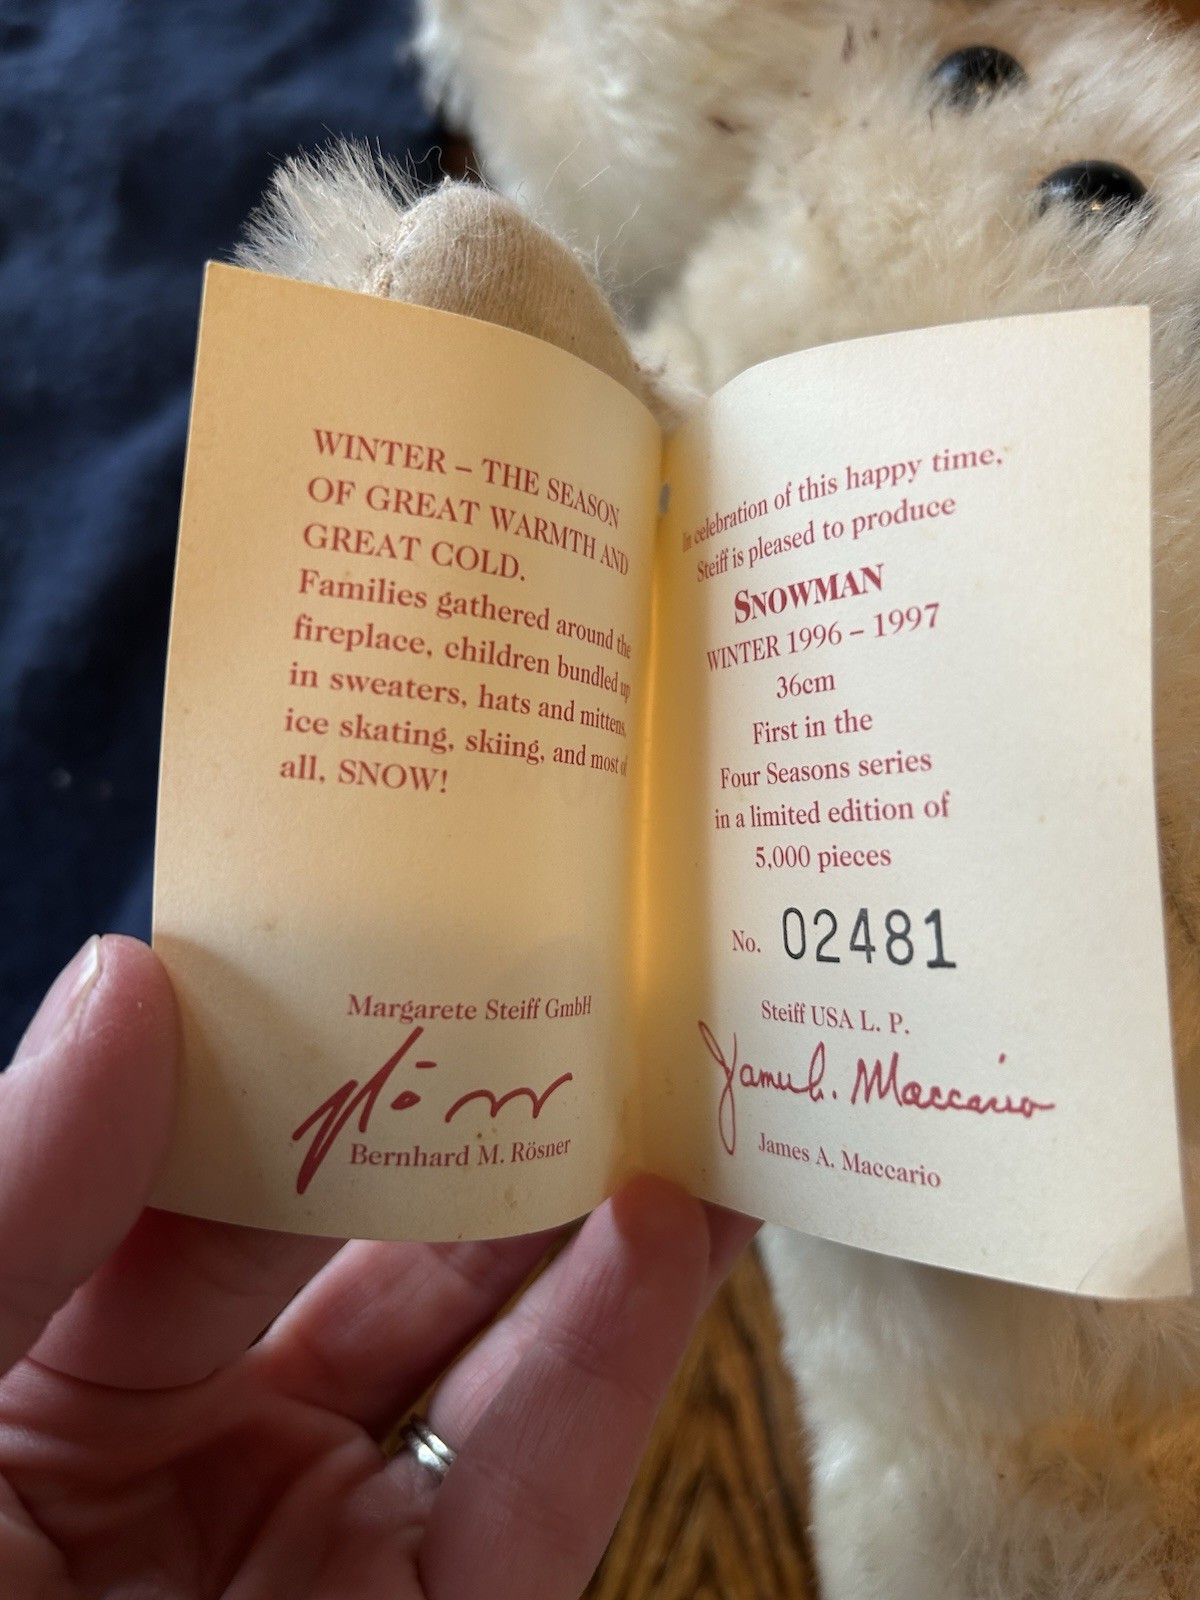 WINTER – THE SEASON
OF GREAT WARMTH AND
GREAT COLD.
Families gathered around the
fireplace, children bundled up
in sweaters, hats and mittens,
ice skating, skiing, and most of
all, SNOW!
Margarete Steiff GmbH
Bernhard M. Rösner
In celebration of this happy time,
Steiff is pleased to produce
SNOWMAN
WINTER 1996 – 1997
36cm
First in the
Four Seasons series
in a limited edition of
5,000 pieces
No. 02481
Steiff USA L. P.
James A. Maccario
James A. Maccario